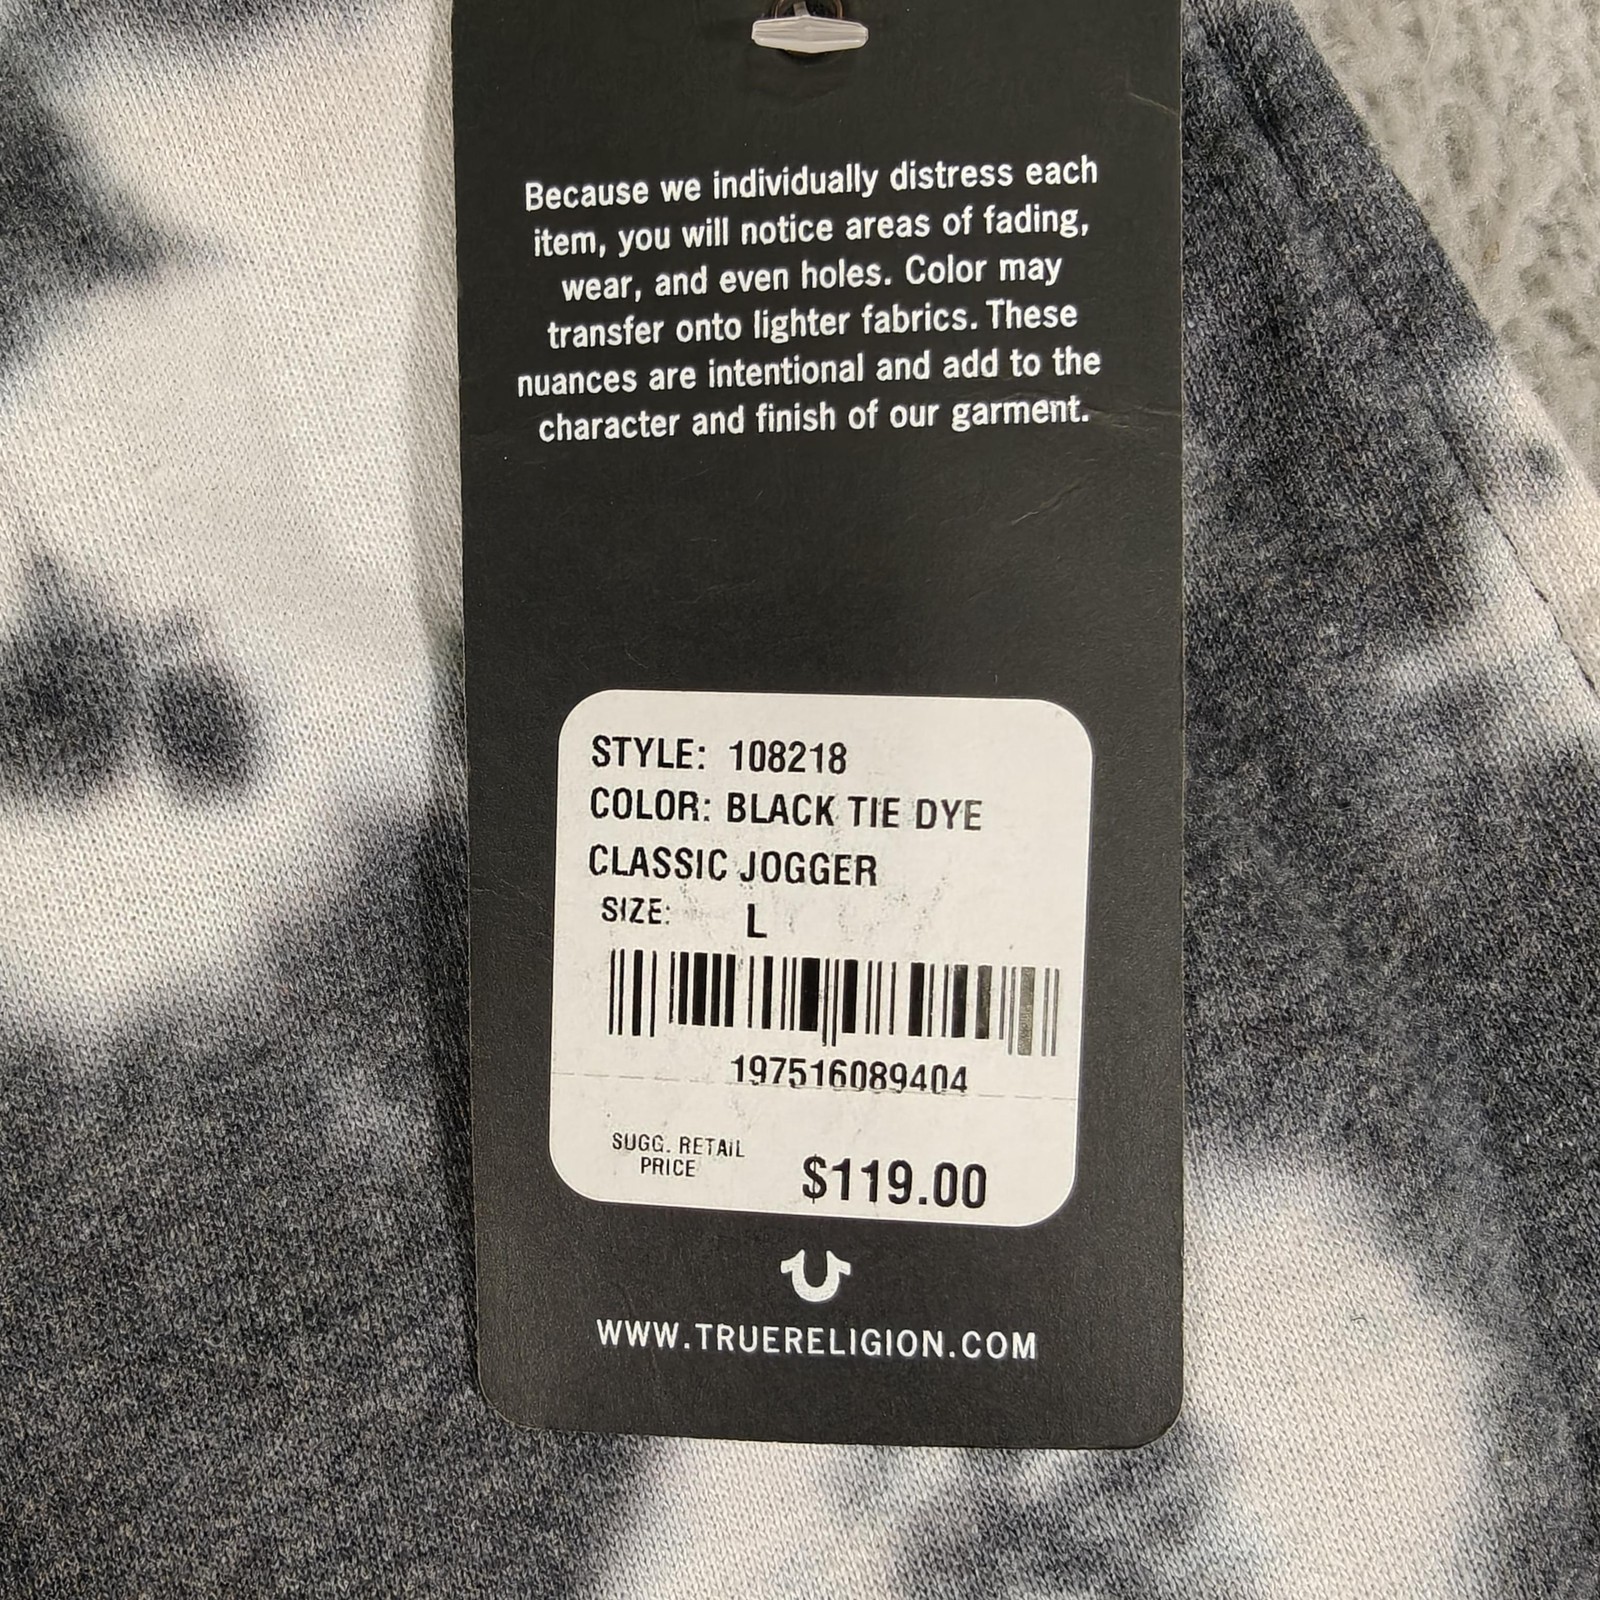 Because we individually distress each
item, you will notice areas of fading,
wear, and even holes. Color may
transfer onto lighter fabrics. These
nuances are intentional and add to the
character and finish of our garment.
STYLE: 108218
COLOR: BLACK TIE DYE
CLASSIC JOGGER
SIZE: L
197516089404
SUGG. RETAIL
PRICE $119.00
WWW.TRUERELIGION.COM